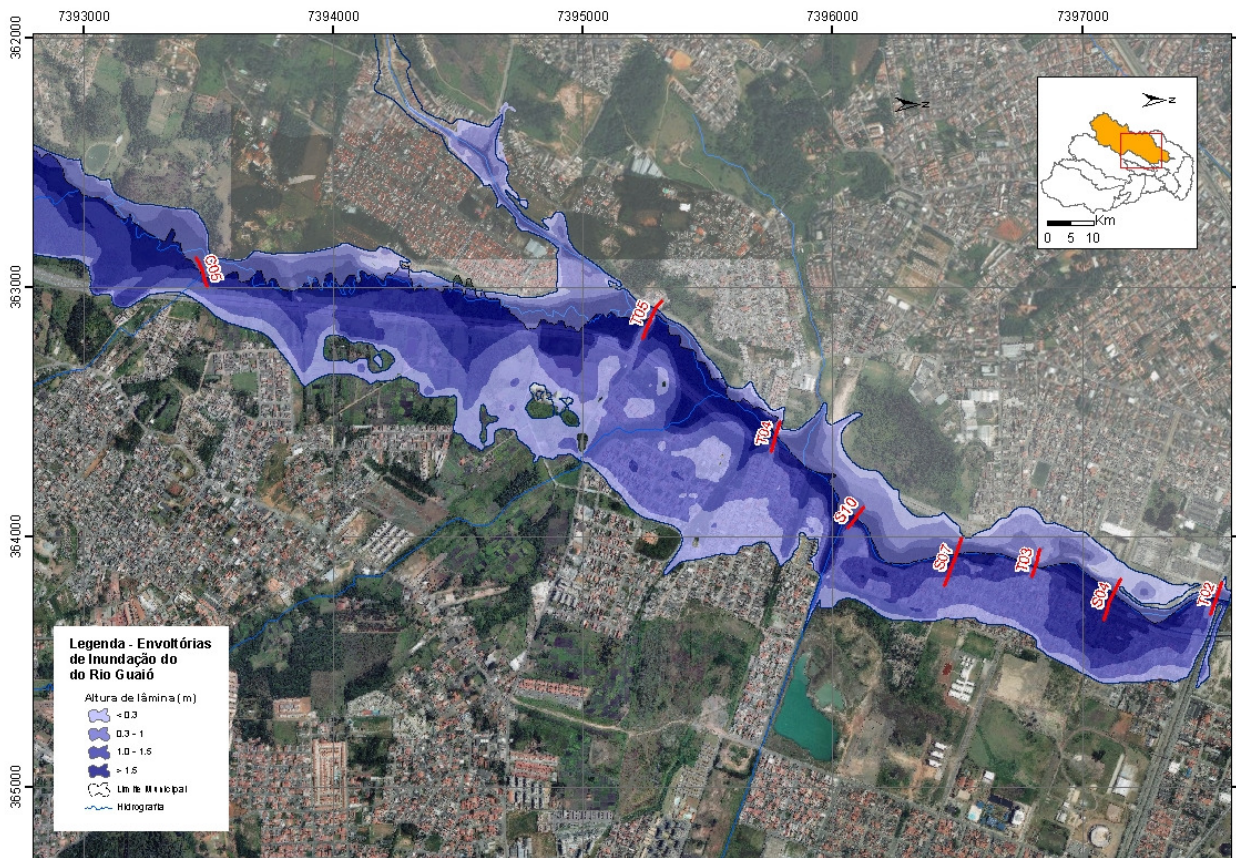 7393000 7394000 7395000 7396000 7397000
362000
363000
364000
365000
N
N
Km
0 5 10
C05
T05
T04
S10
S07
T03
S04
T02
Legenda - Envoltórias
de Inundação do
do Rio Guaió
Altura de lâmina (m)
< 0.3
0.3 - 1
1.0 - 1.5
> 1.5
Limite Municipal
Hidrografia